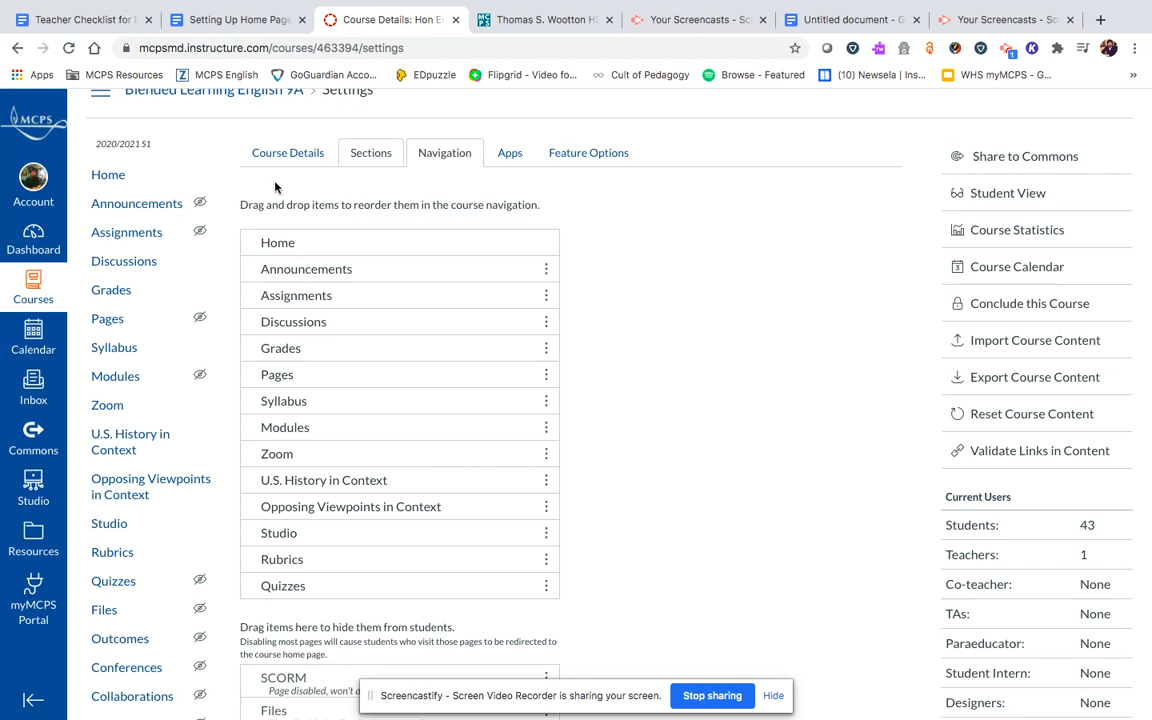 Teacher Checklist for
Setting Up Home Page
Course Details: Hon E
Thomas S. Wootton H
Your Screencasts - Sc
Untitled document - G
Your Screencasts - Sc
mcpsmd.instructure.com/courses/463394/settings
Apps
MCPS Resources
MCPS English
GoGuardian Acco...
EDpuzzle
Flipgrid - Video fo...
Cult of Pedagogy
Browse - Featured
(10) Newsela | Ins...
WHS myMCPS - G...
»
Blended Learning English 9A > Settings
MCPS
Account
Dashboard
Courses
Calendar
Inbox
Commons
Studio
Resources
myMCPS
Portal
2020/2021 S1
Home
Announcements
Assignments
Discussions
Grades
Pages
Syllabus
Modules
Zoom
U.S. History in
Context
Opposing Viewpoints
in Context
Studio
Rubrics
Quizzes
Files
Outcomes
Conferences
Collaborations
Course Details
Sections
Navigation
Apps
Feature Options
Drag and drop items to reorder them in the course navigation.
Home
Announcements
Assignments
Discussions
Grades
Pages
Syllabus
Modules
Zoom
U.S. History in Context
Opposing Viewpoints in Context
Studio
Rubrics
Quizzes
Drag items here to hide them from students.
Disabling most pages will cause students who visit those pages to be redirected to
the course home page.
SCORM
Page disabled, won't a
Files
Screencastify - Screen Video Recorder is sharing your screen.
Stop sharing
Hide
Share to Commons
Student View
Course Statistics
Course Calendar
Conclude this Course
Import Course Content
Export Course Content
Reset Course Content
Validate Links in Content
Current Users
Students: 43
Teachers: 1
Co-teacher: None
TAs: None
Paraeducator: None
Student Intern: None
Designers: None